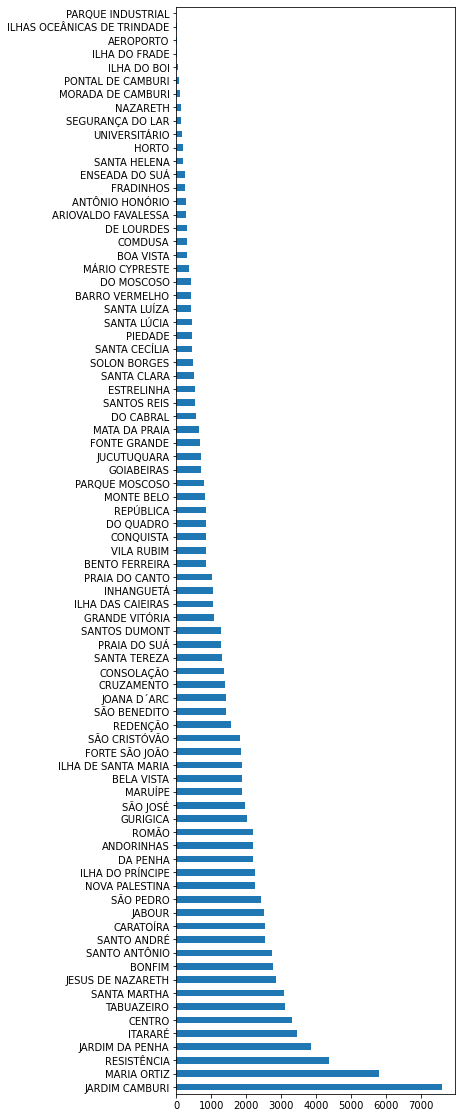 PARQUE INDUSTRIAL
ILHAS OCEÂNICAS DE TRINDADE
AEROPORTO
ILHA DO FRADE
ILHA DO BOI
PONTAL DE CAMBURI
MORADA DE CAMBURI
NAZARETH
SEGURANÇA DO LAR
UNIVERSITÁRIO
HORTO
SANTA HELENA
ENSEADA DO SUÁ
FRADINHOS
ANTÔNIO HONÓRIO
ARIOVALDO FAVALESSA
DE LOURDES
COMDUSA
BOA VISTA
MÁRIO CYPRESTE
DO MOSCOSO
BARRO VERMELHO
SANTA LUÍZA
SANTA LÚCIA
PIEDADE
SANTA CECÍLIA
SOLON BORGES
SANTA CLARA
ESTRELINHA
SANTOS REIS
DO CABRAL
MATA DA PRAIA
FONTE GRANDE
JUCUTUQUARA
GOIABEIRAS
PARQUE MOSCOSO
MONTE BELO
REPÚBLICA
DO QUADRO
CONQUISTA
VILA RUBIM
BENTO FERREIRA
PRAIA DO CANTO
INHANGUETÁ
ILHA DAS CAIEIRAS
GRANDE VITÓRIA
SANTOS DUMONT
PRAIA DO SUÁ
SANTA TEREZA
CONSOLAÇÃO
CRUZAMENTO
JOANA D´ARC
SÃO BENEDITO
REDENÇÃO
SÃO CRISTÓVÃO
FORTE SÃO JOÃO
ILHA DE SANTA MARIA
BELA VISTA
MARUÍPE
SÃO JOSÉ
GURIGICA
ROMÃO
ANDORINHAS
DA PENHA
ILHA DO PRÍNCIPE
NOVA PALESTINA
SÃO PEDRO
JABOUR
CARATOÍRA
SANTO ANDRÉ
SANTO ANTÔNIO
BONFIM
JESUS DE NAZARETH
SANTA MARTHA
TABUAZEIRO
CENTRO
ITARARÉ
JARDIM DA PENHA
RESISTÊNCIA
MARIA ORTIZ
JARDIM CAMBURI
0 1000 2000 3000 4000 5000 6000 7000